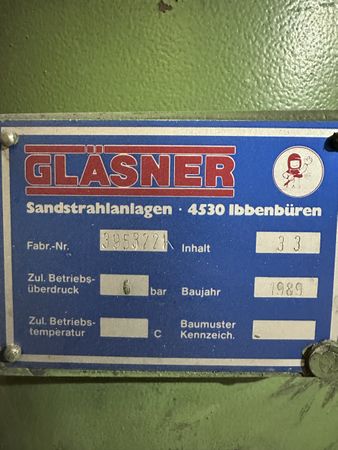 GLÄSNER
Sandstrahlanlagen · 4530 Ibbenbüren
Fabr.-Nr. Inhalt 33
Zul. Betriebs-
überdruck 6 bar Baujahr 1989
Zul. Betriebs-
temperatur C Baumuster
Kennzeich.